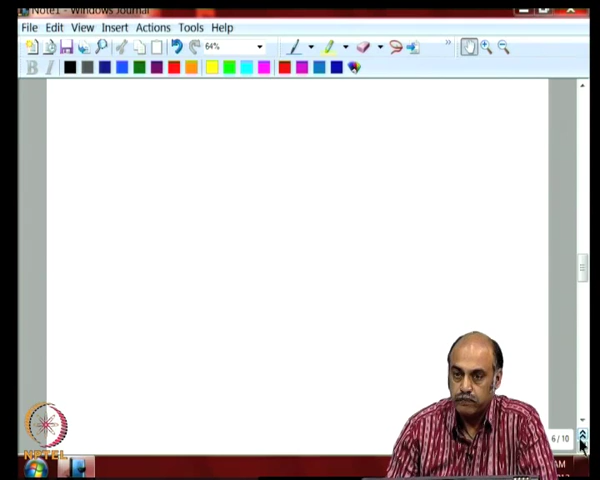 Note1 - Windows Journal
File Edit View Insert Actions Tools Help
64%
B I
6 / 10
NPTEL